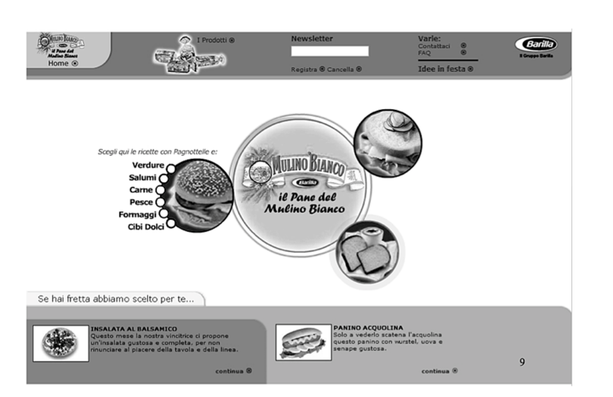 Mulino Bianco
il Pane del
Mulino Bianco
Home
I Prodotti
Newsletter
Registra Cancella
Varie:
Contattaci
FAQ
Idee in festa
Barilla
Il Gruppo Barilla
Scegli qui le ricette con Pagnottelle e:
Verdure
Salumi
Carne
Pesce
Formaggi
Cibi Dolci
MULINO BIANCO
Barilla
il Pane del
Mulino Bianco
Se hai fretta abbiamo scelto per te...
INSALATA AL BALSAMICO
Questo mese la nostra vincitrice ci propone
un'insalata gustosa e completa, per non
rinunciare al piacere della tavola e della linea.
continua
PANINO ACQUOLINA
Solo a vederlo scatena l'acquolina
questo panino con wurstel, uova e
senape gustosa.
continua
9